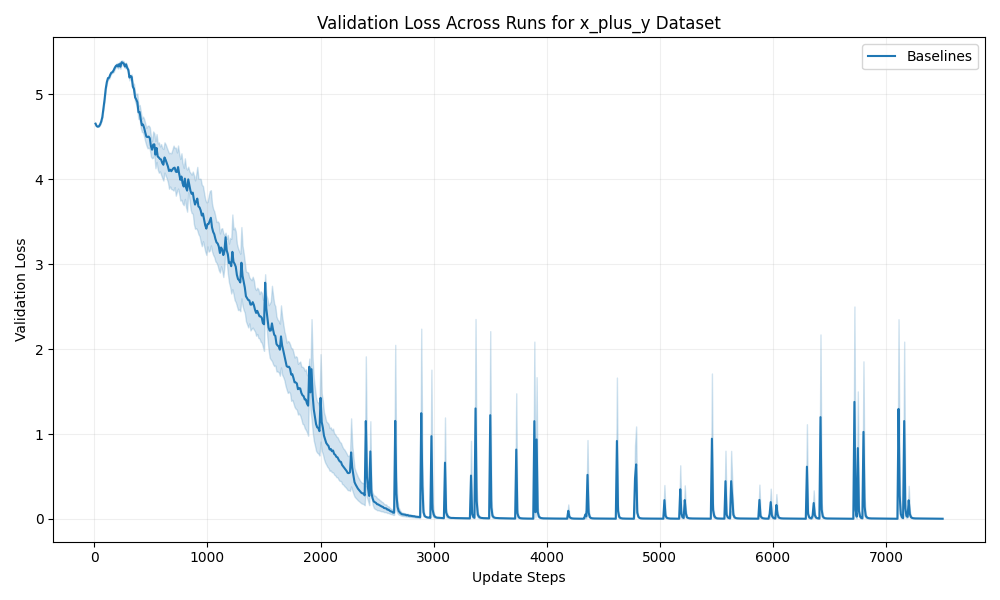 Validation Loss Across Runs for x_plus_y Dataset
Baselines
Validation Loss
5
4
3
2
1
0
0 1000 2000 3000 4000 5000 6000 7000
Update Steps